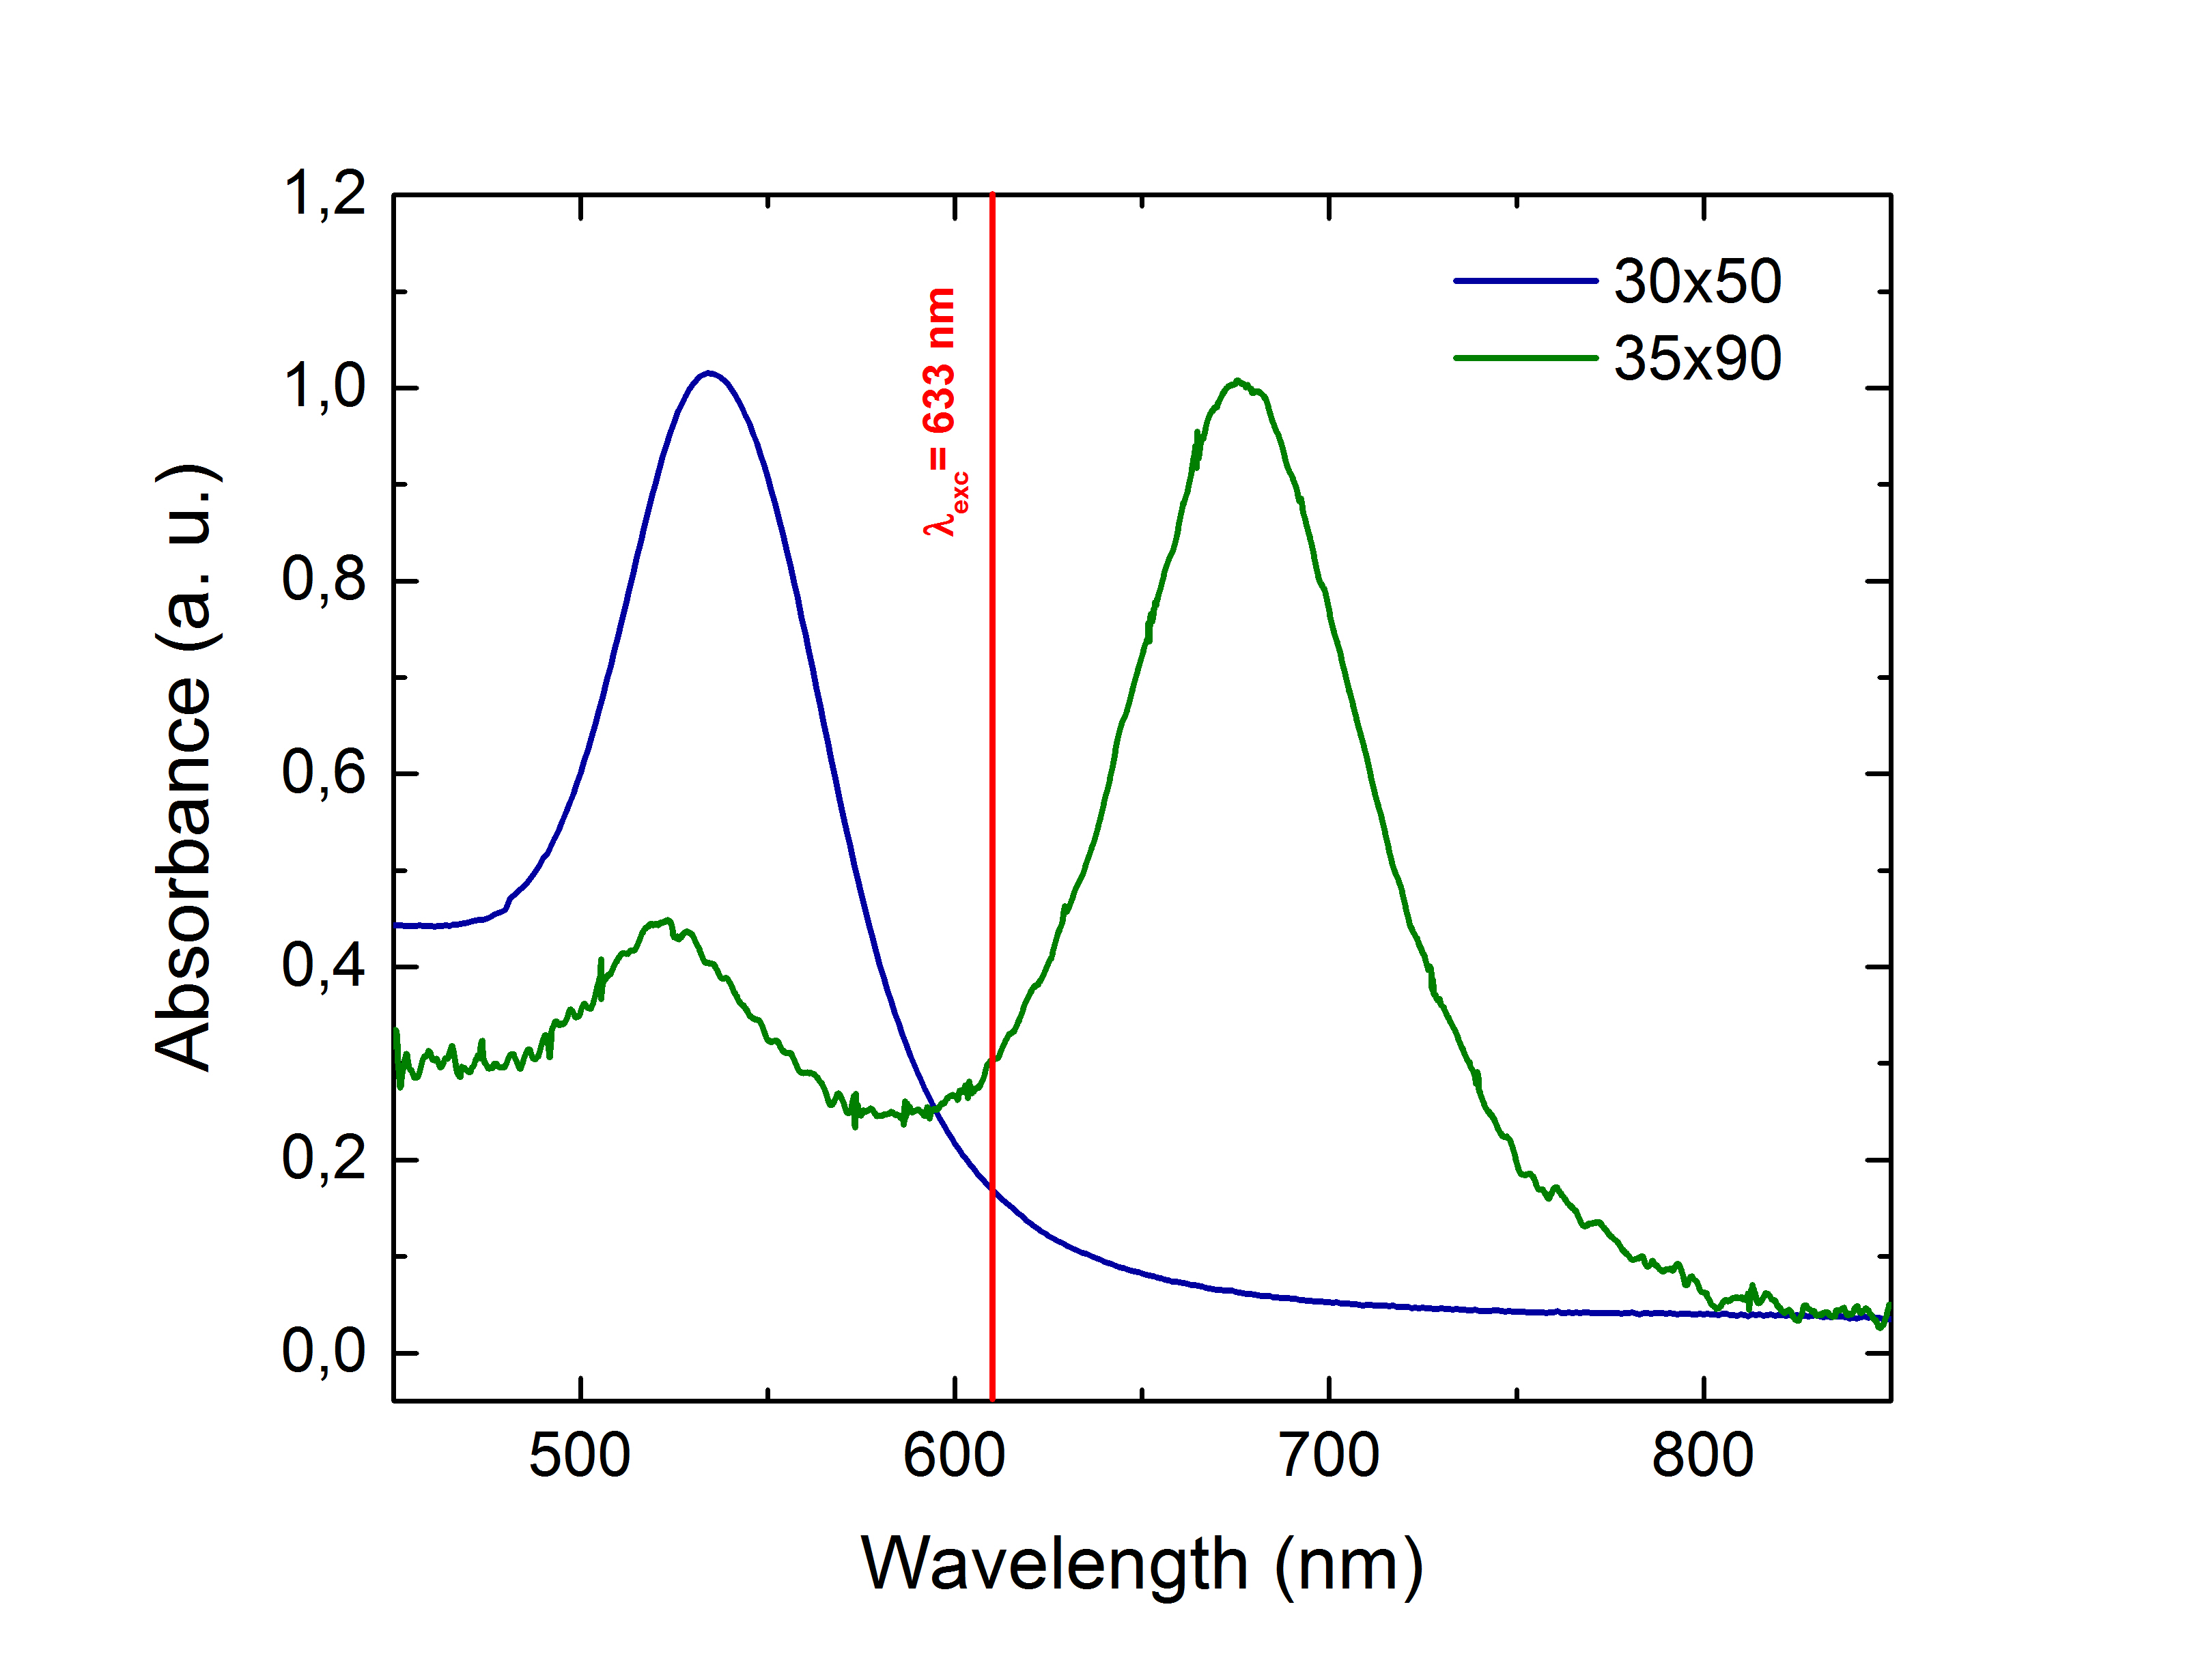 1,2
1,0
0,8
0,6
0,4
0,2
0,0
Absorbance (a. u.)
λexc = 633 nm
30x50
35x90
500 600 700 800
Wavelength (nm)